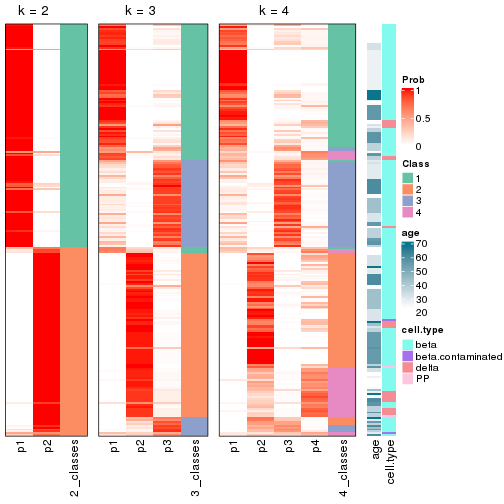 k = 2
k = 3
k = 4
p1
p2
2_classes
p1
p2
p3
3_classes
p1
p2
p3
p4
4_classes
age
cell.type
Prob
1
0.5
0
Class
1
2
3
4
age
70
60
50
40
30
20
cell.type
beta
beta.contaminated
delta
PP